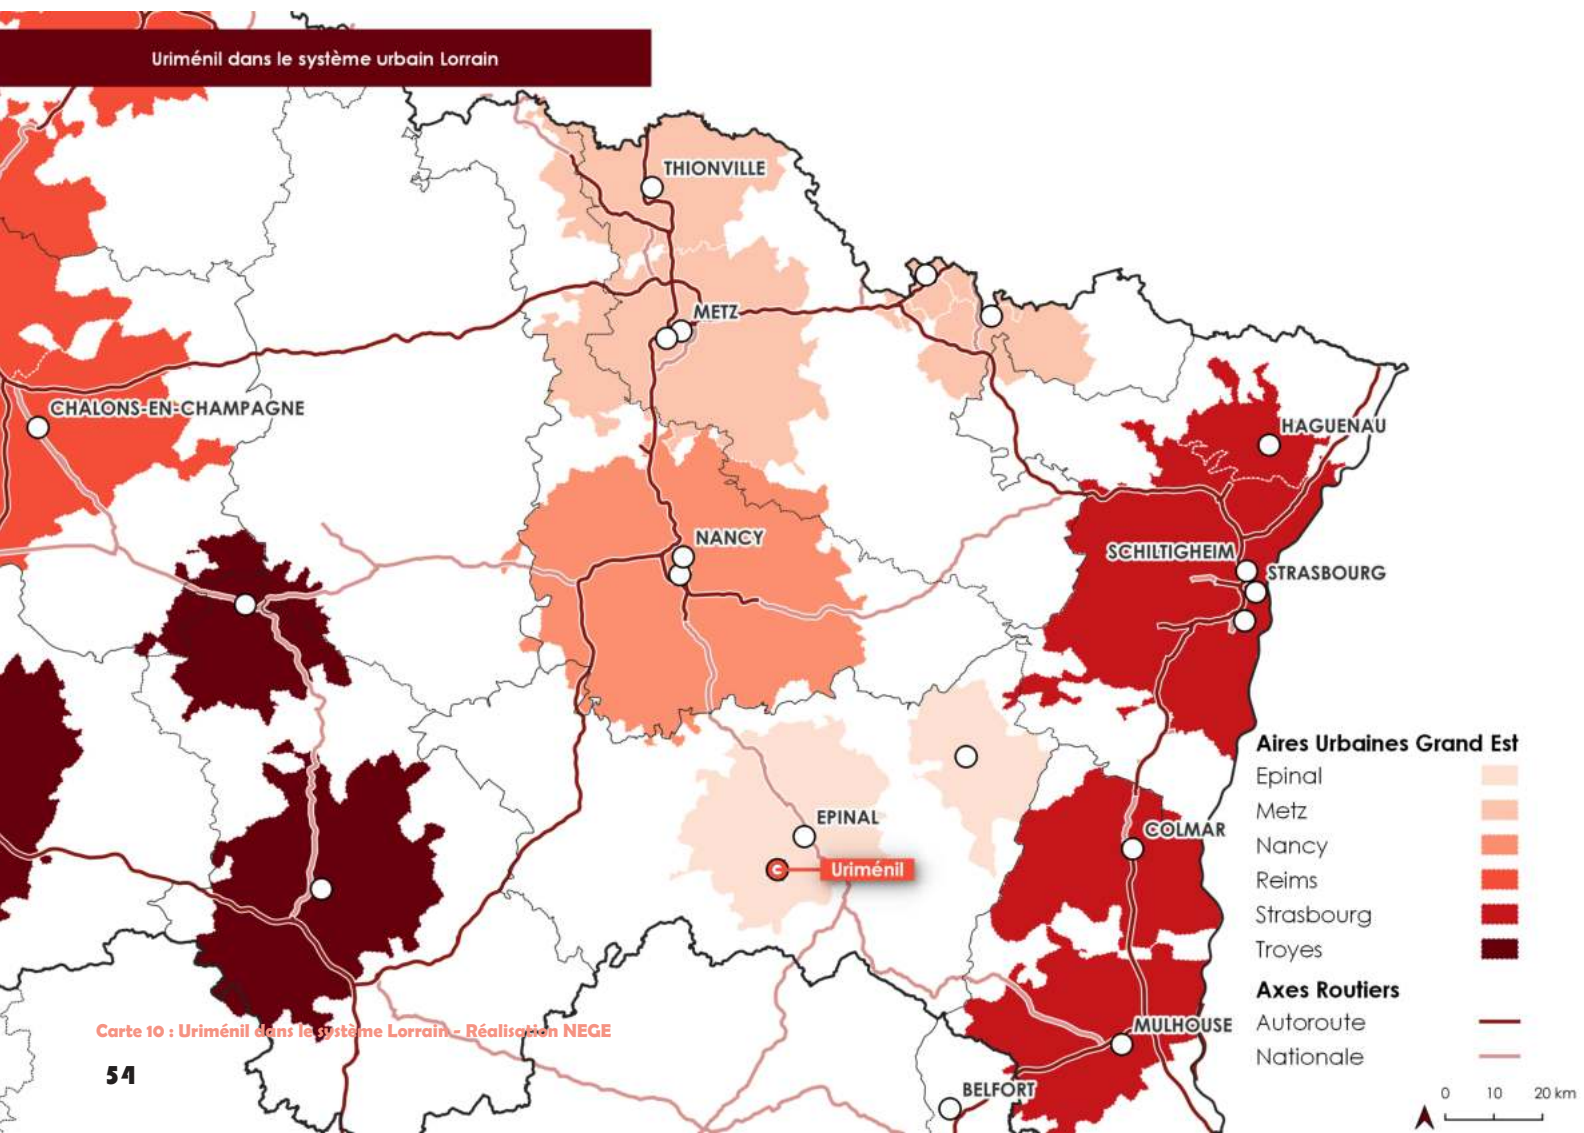 Uriménil dans le système urbain Lorrain
THIONVILLE
METZ
CHALONS-EN-CHAMPAGNE
HAGUENAU
NANCY
SCHILTIGHEIM
STRASBOURG
EPINAL
Uriménil
COLMAR
MULHOUSE
BELFORT
Aires Urbaines Grand Est
Epinal
Metz
Nancy
Reims
Strasbourg
Troyes
Axes Routiers
Autoroute
Nationale
0 10 20 km
Carte 10 : Uriménil dans le système Lorrain - Réalisation NEGE
54